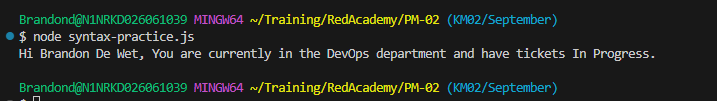 Brandond@N1NRKD026061039 MINGW64 ~/Training/RedAcademy/PM-02 (KM02/September)
$ node syntax-practice.js
Hi Brandon De Wet, You are currently in the DevOps department and have tickets In Progress.
Brandond@N1NRKD026061039 MINGW64 ~/Training/RedAcademy/PM-02 (KM02/September)
$